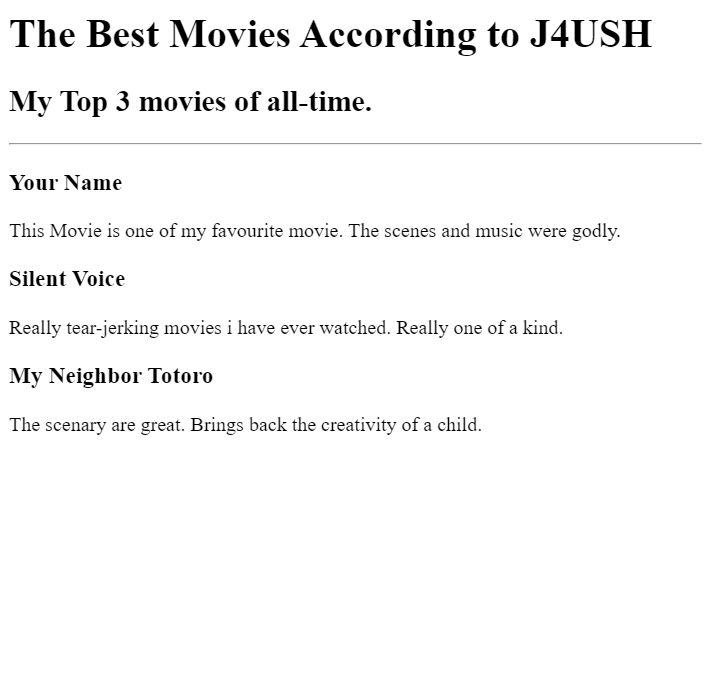 The Best Movies According to J4USH
My Top 3 movies of all-time.
Your Name
This Movie is one of my favourite movie. The scenes and music were godly.
Silent Voice
Really tear-jerking movies i have ever watched. Really one of a kind.
My Neighbor Totoro
The scenary are great. Brings back the creativity of a child.